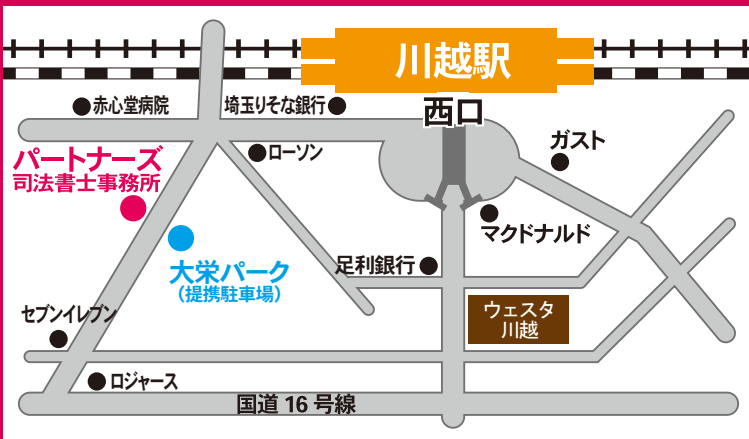 川越駅
西口
赤心堂病院
埼玉りそな銀行
ローソン
ガスト
パートナーズ
司法書士事務所
マクドナルド
大栄パーク
（提携駐車場）
足利銀行
セブンイレブン
ウェスタ
川越
ロジャース
国道 16 号線